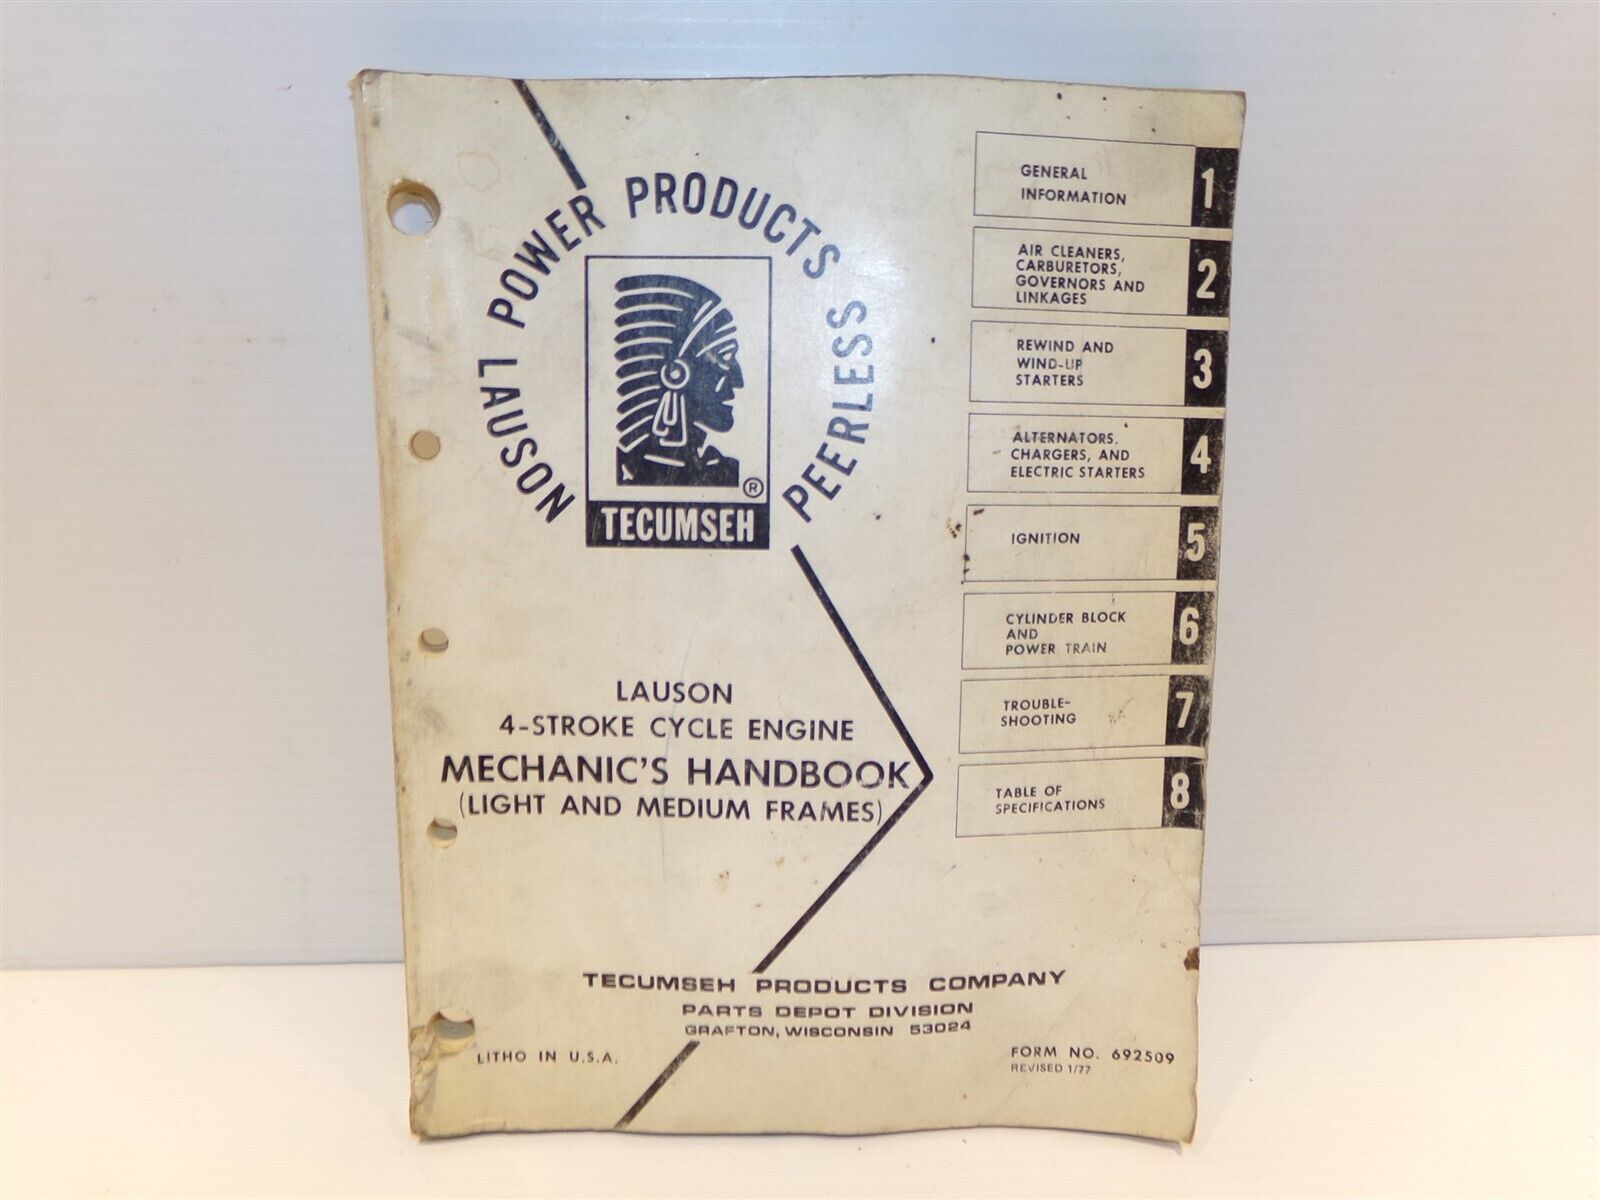 LAUSON POWER PRODUCTS PEERLESS
®
TECUMSEH
LAUSON
4-STROKE CYCLE ENGINE
MECHANIC'S HANDBOOK
(LIGHT AND MEDIUM FRAMES)
GENERAL
INFORMATION
1
AIR CLEANERS,
CARBURETORS,
GOVERNORS AND
LINKAGES
2
REWIND AND
WIND-UP
STARTERS
3
ALTERNATORS.
CHARGERS, AND
ELECTRIC STARTERS
4
IGNITION
5
CYLINDER BLOCK
AND
POWER TRAIN
6
TROUBLE-
SHOOTING
7
TABLE OF
SPECIFICATIONS
8
TECUMSEH PRODUCTS COMPANY
PARTS DEPOT DIVISION
GRAFTON, WISCONSIN 53024
LITHO IN U.S.A.
FORM NO. 692509
REVISED 1/77